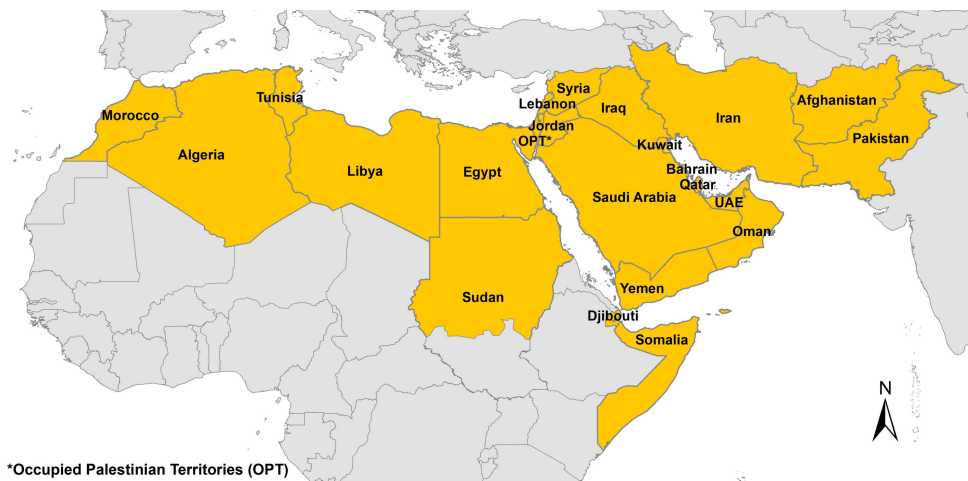 Syria
Tunisia
Afghanistan
Lebanon
Iraq
Morocco
Iran
Jordan
OPT*
Pakistan
Kuwait
Algeria
Libya
Egypt
Bahrain
Qatar
Saudi Arabia
UAE
Oman
Yemen
Sudan
Djibouti
Somalia
N
*Occupied Palestinian Territories (OPT)